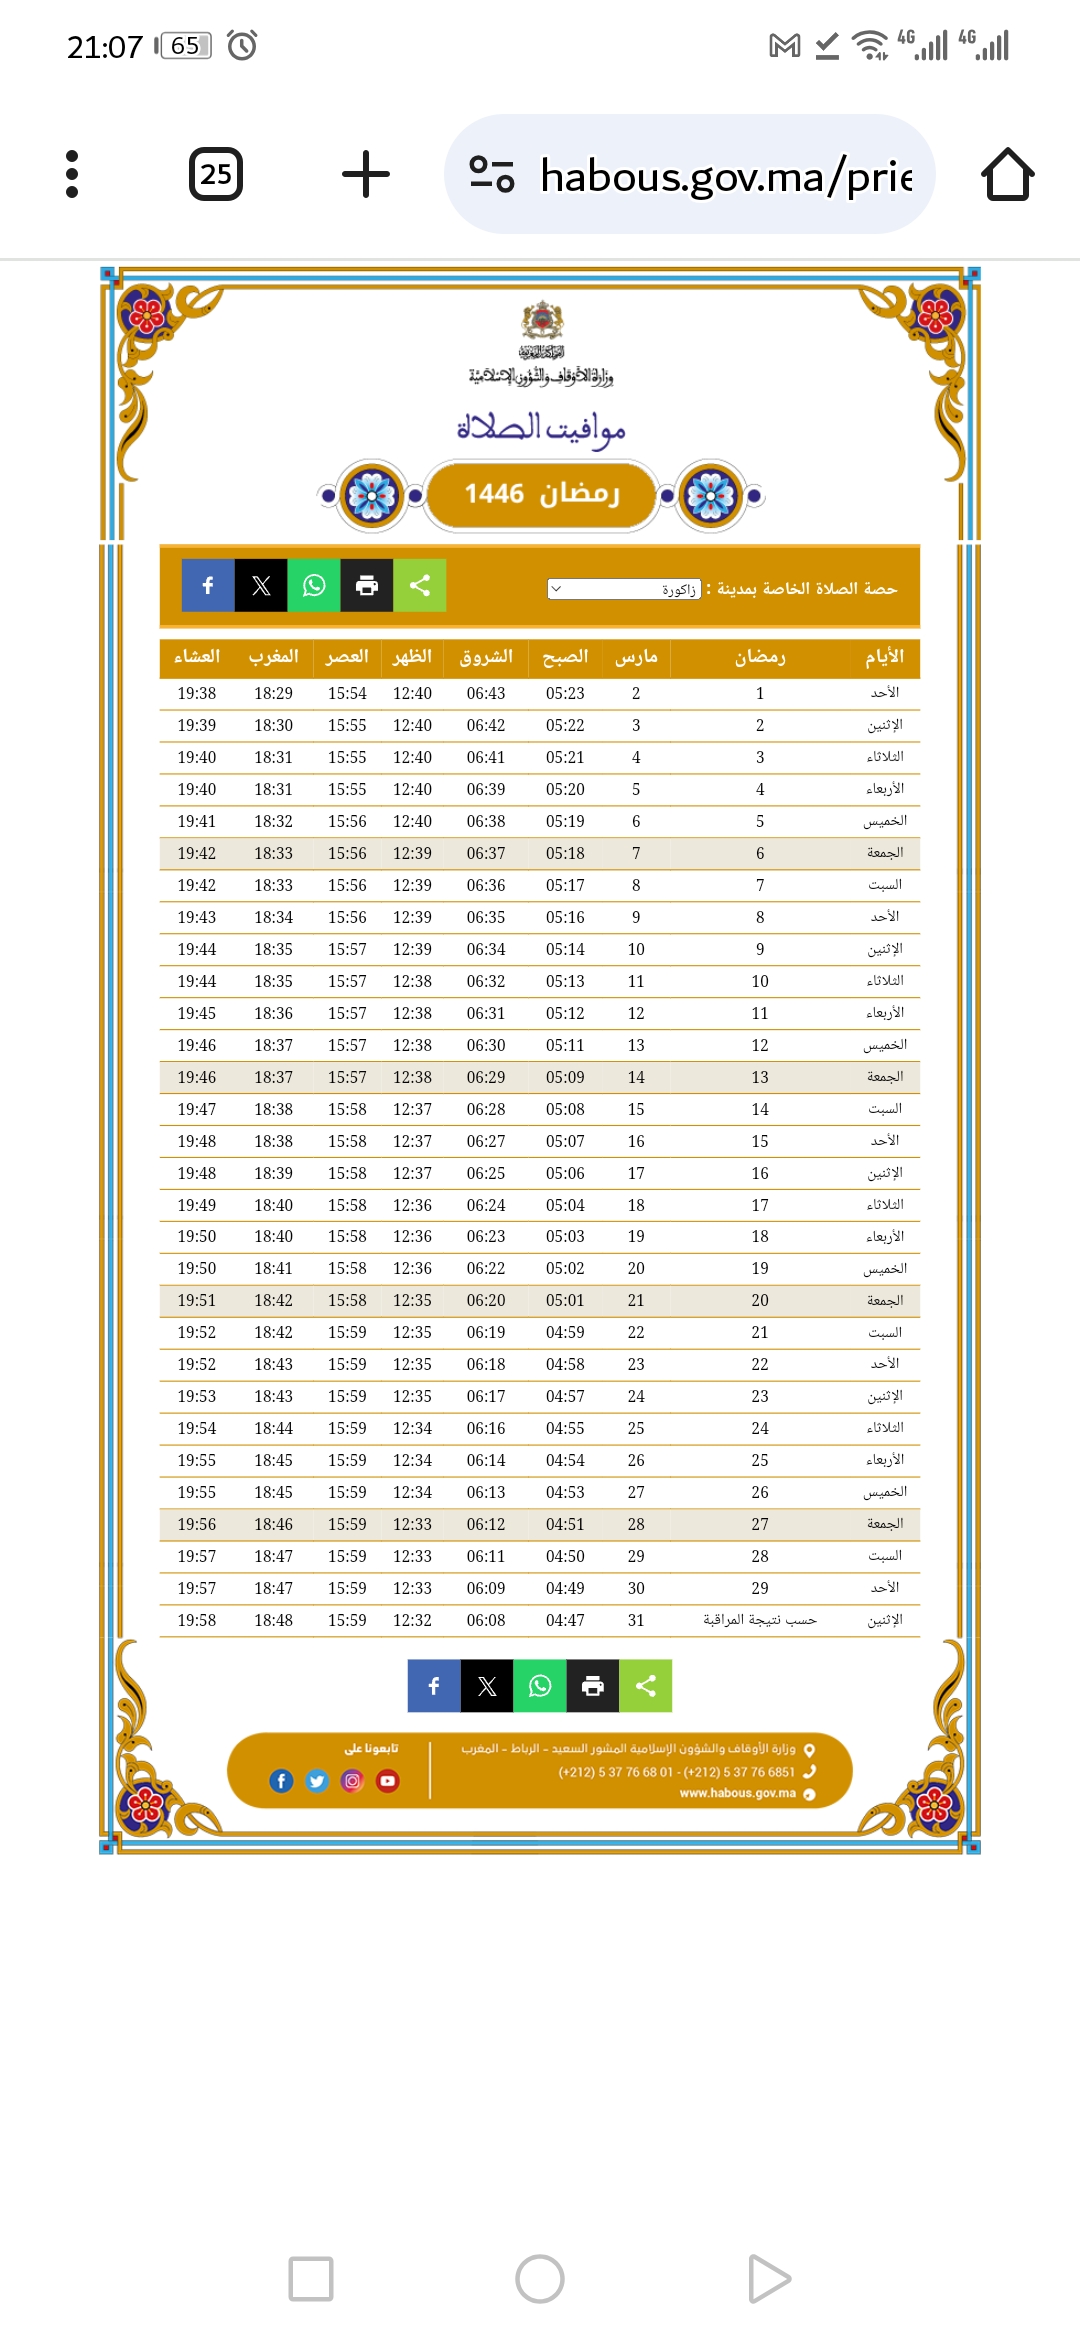 21:07 65 4G 4G
25 habous.gov.ma/prie
المملكة المغربية
وزارة الأوقاف والشؤون الإسلامية
مواقيت الصلاة
رمضان 1446
حصة الصلاة الخاصة بمدينة : زاكورة
الأيام رمضان مارس الصبح الشروق الظهر العصر المغرب العشاء
الأحد 1 2 05:23 06:43 12:40 15:54 18:29 19:38
الإثنين 2 3 05:22 06:42 12:40 15:55 18:30 19:39
الثلاثاء 3 4 05:21 06:41 12:40 15:55 18:31 19:40
الأربعاء 4 5 05:20 06:39 12:40 15:55 18:31 19:40
الخميس 5 6 05:19 06:38 12:40 15:56 18:32 19:41
الجمعة 6 7 05:18 06:37 12:39 15:56 18:33 19:42
السبت 7 8 05:17 06:36 12:39 15:56 18:33 19:42
الأحد 8 9 05:16 06:35 12:39 15:56 18:34 19:43
الإثنين 9 10 05:14 06:34 12:39 15:57 18:35 19:44
الثلاثاء 10 11 05:13 06:32 12:38 15:57 18:35 19:44
الأربعاء 11 12 05:12 06:31 12:38 15:57 18:36 19:45
الخميس 12 13 05:11 06:30 12:38 15:57 18:37 19:46
الجمعة 13 14 05:09 06:29 12:38 15:57 18:37 19:46
السبت 14 15 05:08 06:28 12:37 15:58 18:38 19:47
الأحد 15 16 05:07 06:27 12:37 15:58 18:38 19:48
الإثنين 16 17 05:06 06:25 12:37 15:58 18:39 19:48
الثلاثاء 17 18 05:04 06:24 12:36 15:58 18:40 19:49
الأربعاء 18 19 05:03 06:23 12:36 15:58 18:40 19:50
الخميس 19 20 05:02 06:22 12:36 15:58 18:41 19:50
الجمعة 20 21 05:01 06:20 12:35 15:58 18:42 19:51
السبت 21 22 04:59 06:19 12:35 15:59 18:42 19:52
الأحد 22 23 04:58 06:18 12:35 15:59 18:43 19:52
الإثنين 23 24 04:57 06:17 12:35 15:59 18:43 19:53
الثلاثاء 24 25 04:55 06:16 12:34 15:59 18:44 19:54
الأربعاء 25 26 04:54 06:14 12:34 15:59 18:45 19:55
الخميس 26 27 04:53 06:13 12:34 15:59 18:45 19:55
الجمعة 27 28 04:51 06:12 12:33 15:59 18:46 19:56
السبت 28 29 04:50 06:11 12:33 15:59 18:47 19:57
الأحد 29 30 04:49 06:09 12:33 15:59 18:47 19:57
الإثنين حسب نتيجة المراقبة 31 04:47 06:08 12:32 15:59 18:48 19:58
وزارة الأوقاف والشؤون الإسلامية المشور السعيد - الرباط - المغرب
(+212) 5 37 76 68 01 - (+212) 5 37 76 6851
www.habous.gov.ma
تابعونا على